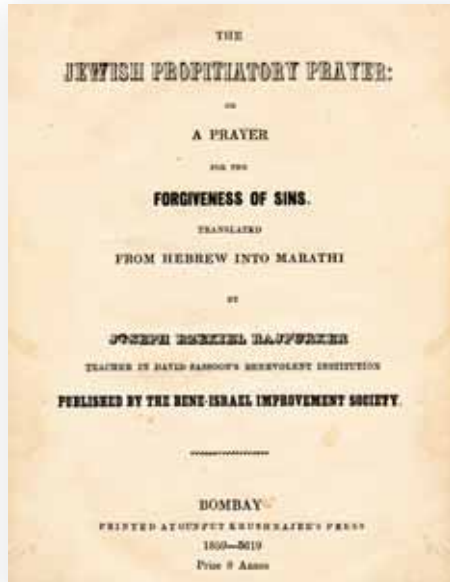 THE
JEWISH PROPITIATORY PRAYER:
OR
A PRAYER
FOR THE
FORGIVENESS OF SINS.
TRANSLATED
FROM HEBREW INTO MARATHI
BY
JOSEPH EZEKIEL RAJPURKER
TEACHER IN DAVID SASSOON'S BENEVOLENT INSTITUTION
PUBLISHED BY THE BENE-ISRAEL IMPROVEMENT SOCIETY.
BOMBAY
PRINTED AT GUNPUT KRUSHNAJEE'S PRESS
1859—5619
Price 8 Annas